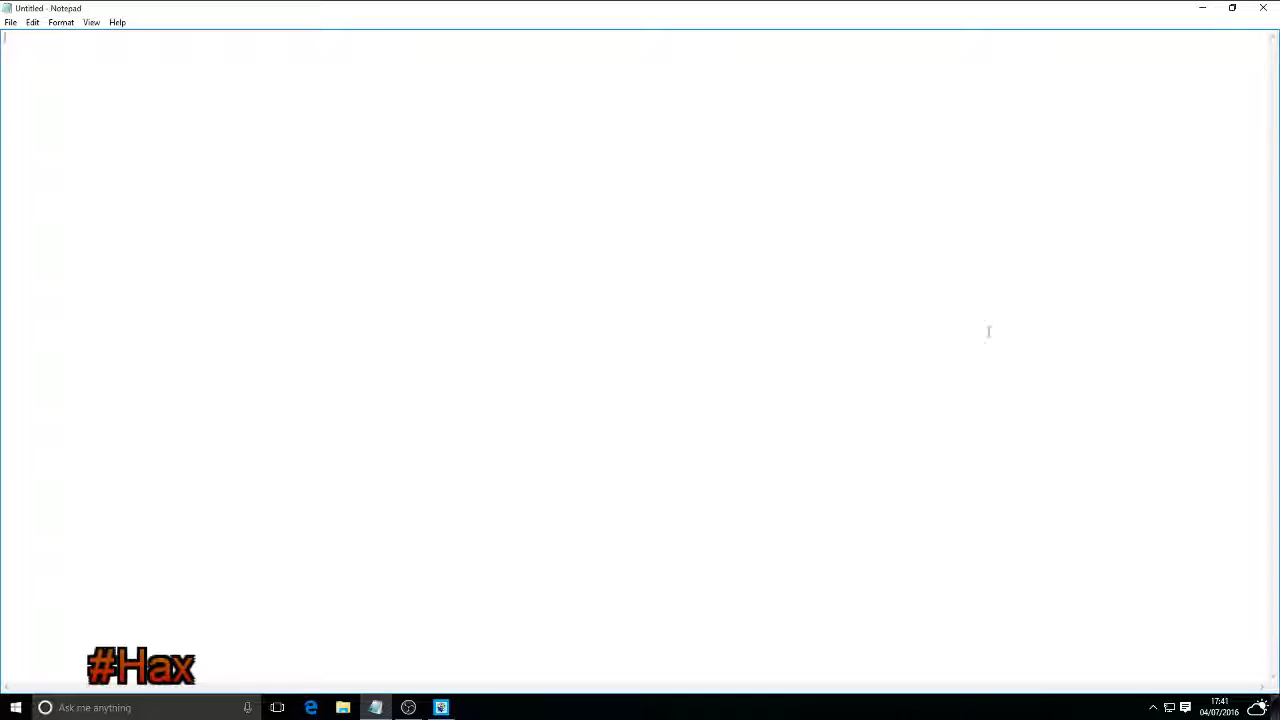 Untitled - Notepad
File Edit Format View Help
#Hax
Ask me anything
17:41
04/07/2016